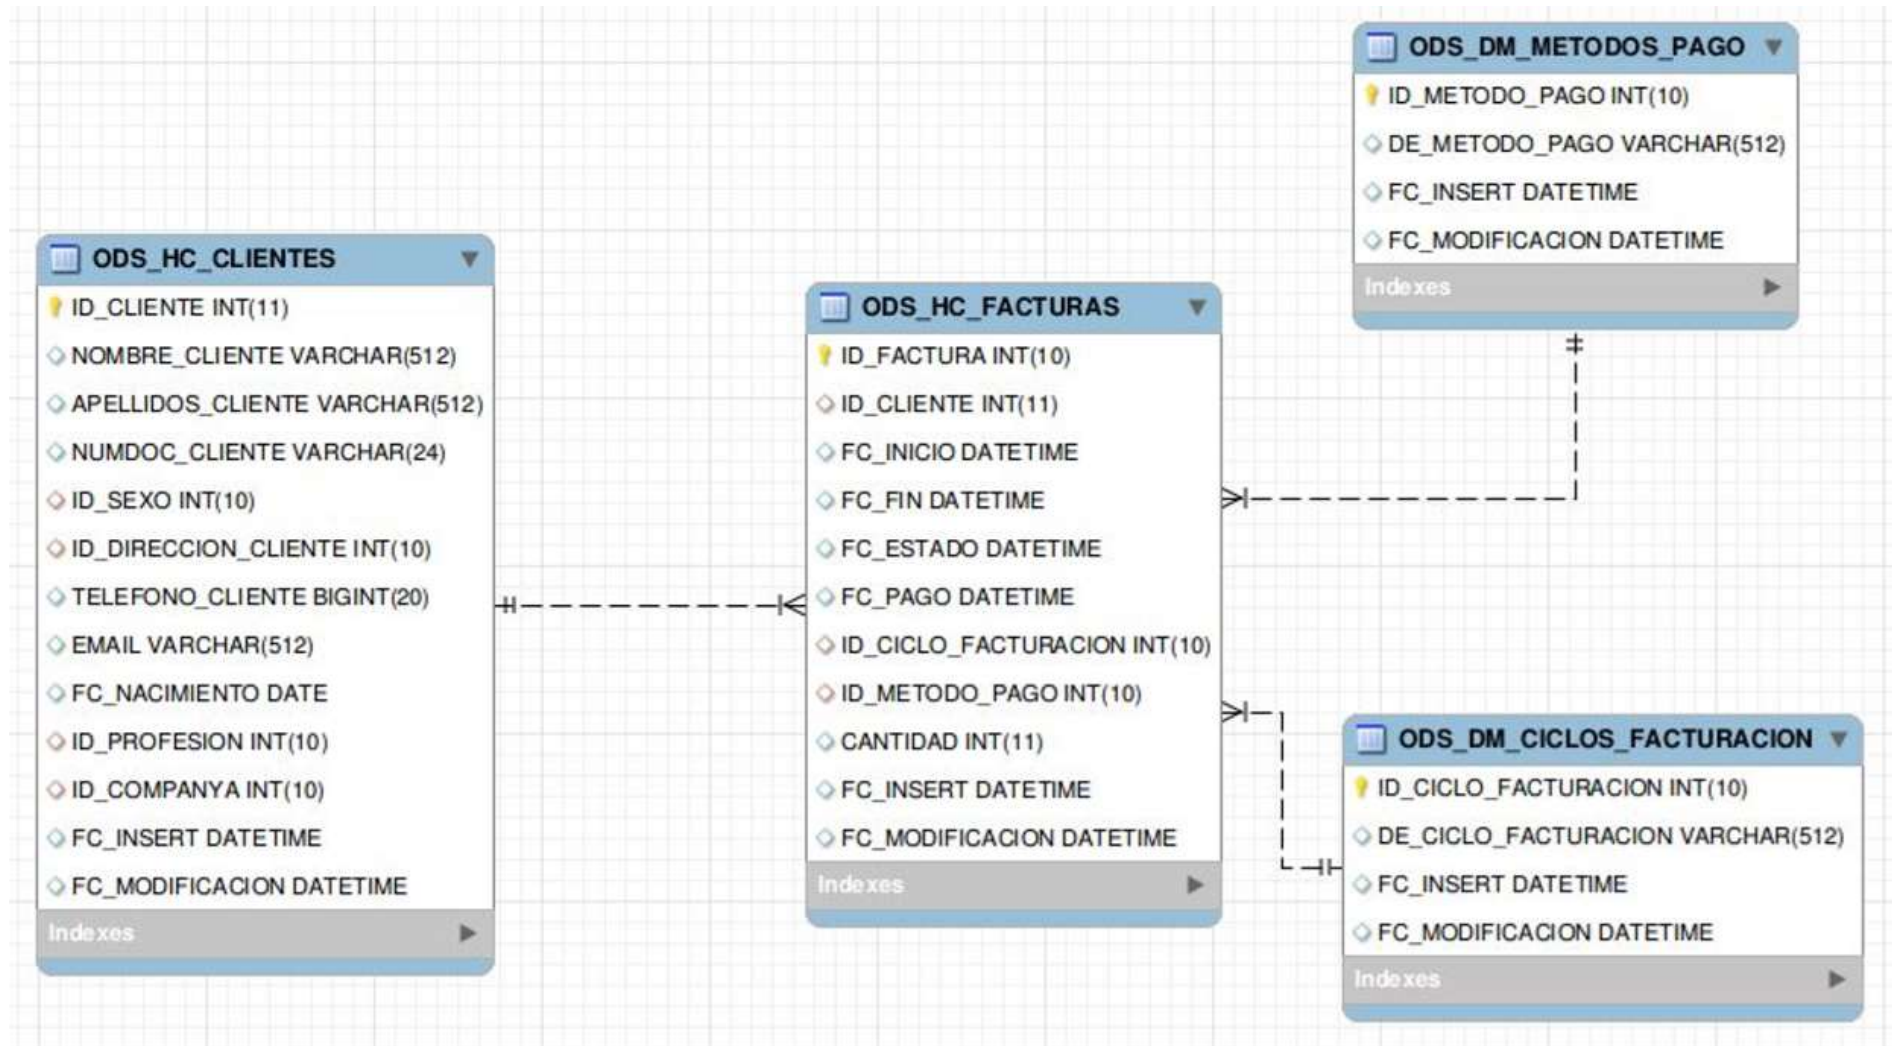 ODS_HC_CLIENTES
ID_CLIENTE INT(11)
NOMBRE_CLIENTE VARCHAR(512)
APELLIDOS_CLIENTE VARCHAR(512)
NUMDOC_CLIENTE VARCHAR(24)
ID_SEXO INT(10)
ID_DIRECCION_CLIENTE INT(10)
TELEFONO_CLIENTE BIGINT(20)
EMAIL VARCHAR(512)
FC_NACIMIENTO DATE
ID_PROFESION INT(10)
ID_COMPANYA INT(10)
FC_INSERT DATETIME
FC_MODIFICACION DATETIME
Indexes
ODS_HC_FACTURAS
ID_FACTURA INT(10)
ID_CLIENTE INT(11)
FC_INICIO DATETIME
FC_FIN DATETIME
FC_ESTADO DATETIME
FC_PAGO DATETIME
ID_CICLO_FACTURACION INT(10)
ID_METODO_PAGO INT(10)
CANTIDAD INT(11)
FC_INSERT DATETIME
FC_MODIFICACION DATETIME
Indexes
ODS_DM_METODOS_PAGO
ID_METODO_PAGO INT(10)
DE_METODO_PAGO VARCHAR(512)
FC_INSERT DATETIME
FC_MODIFICACION DATETIME
Indexes
ODS_DM_CICLOS_FACTURACION
ID_CICLO_FACTURACION INT(10)
DE_CICLO_FACTURACION VARCHAR(512)
FC_INSERT DATETIME
FC_MODIFICACION DATETIME
Indexes